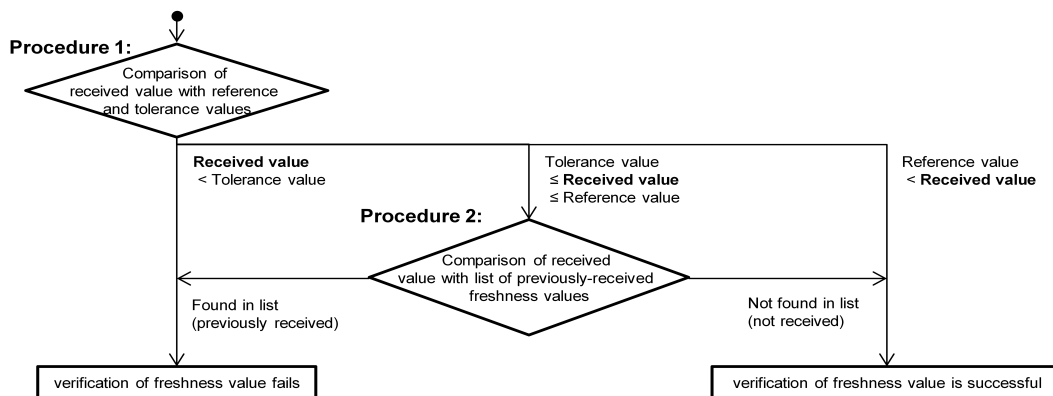 Procedure 1:
Comparison of
received value with reference
and tolerance values
Received value
< Tolerance value
Tolerance value
≤ Received value
≤ Reference value
Reference value
< Received value
Procedure 2:
Comparison of received
value with list of previously-received
freshness values
Found in list
(previously received)
Not found in list
(not received)
verification of freshness value fails
verification of freshness value is successful